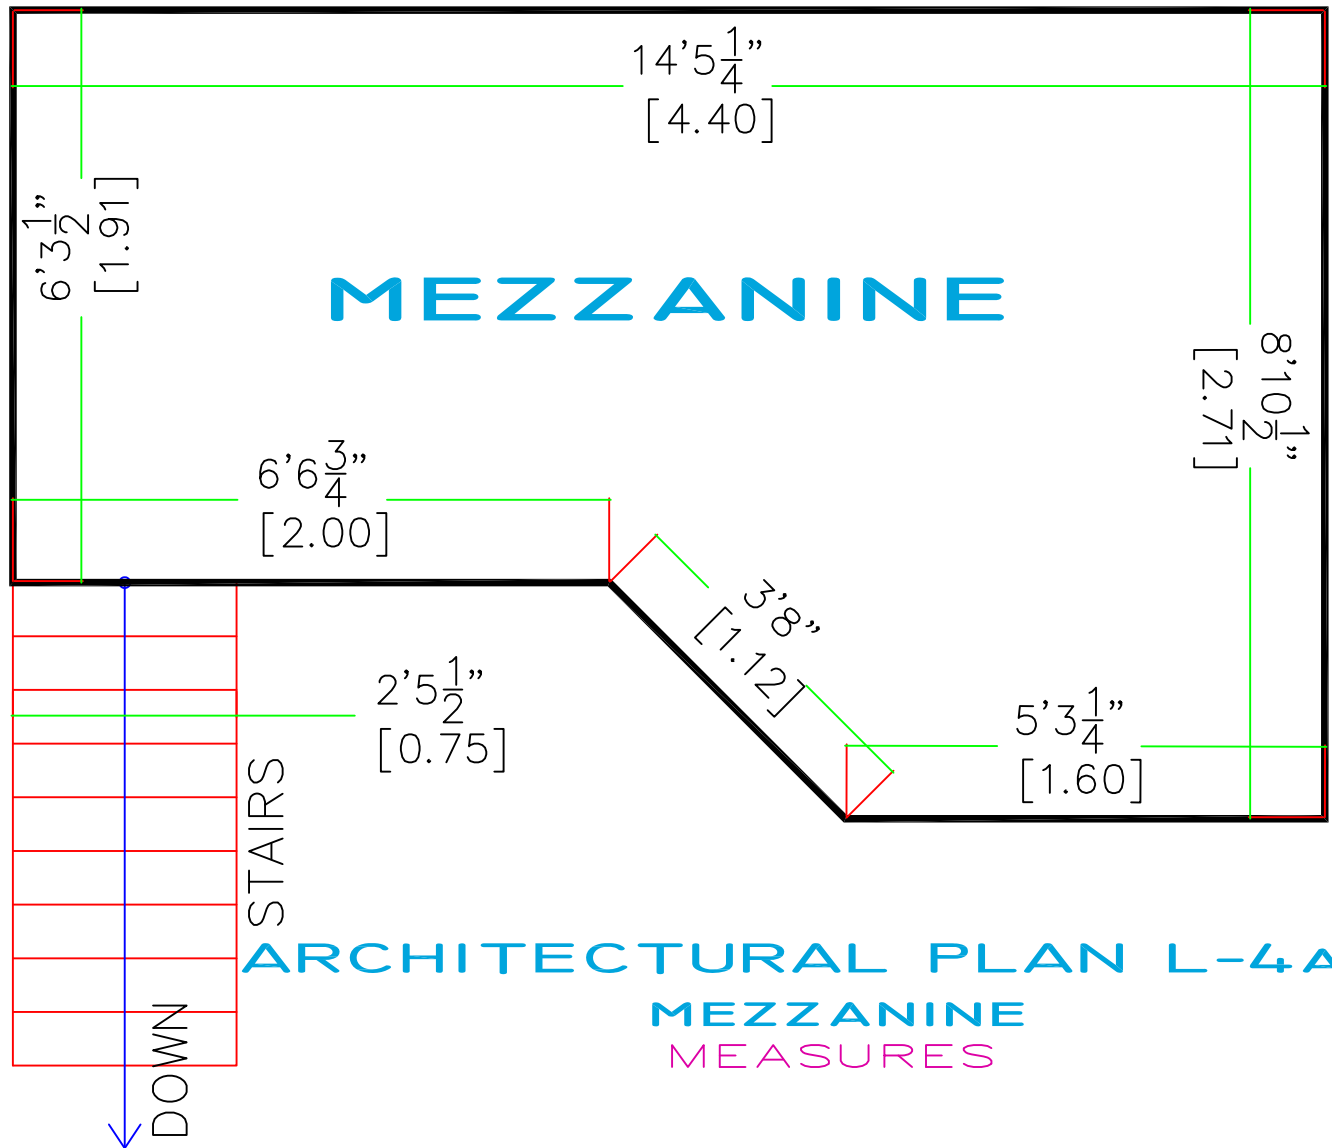 14'5 1/4"
[4.40]
6'3 1/2"
[1.91]
MEZZANINE
8'10 1/2"
[2.71]
6'6 3/4"
[2.00]
3'8"
[1.12]
2'5 1/2"
[0.75]
5'3 1/4"
[1.60]
STAIRS
DOWN
ARCHITECTURAL PLAN L-4A
MEZZANINE
MEASURES